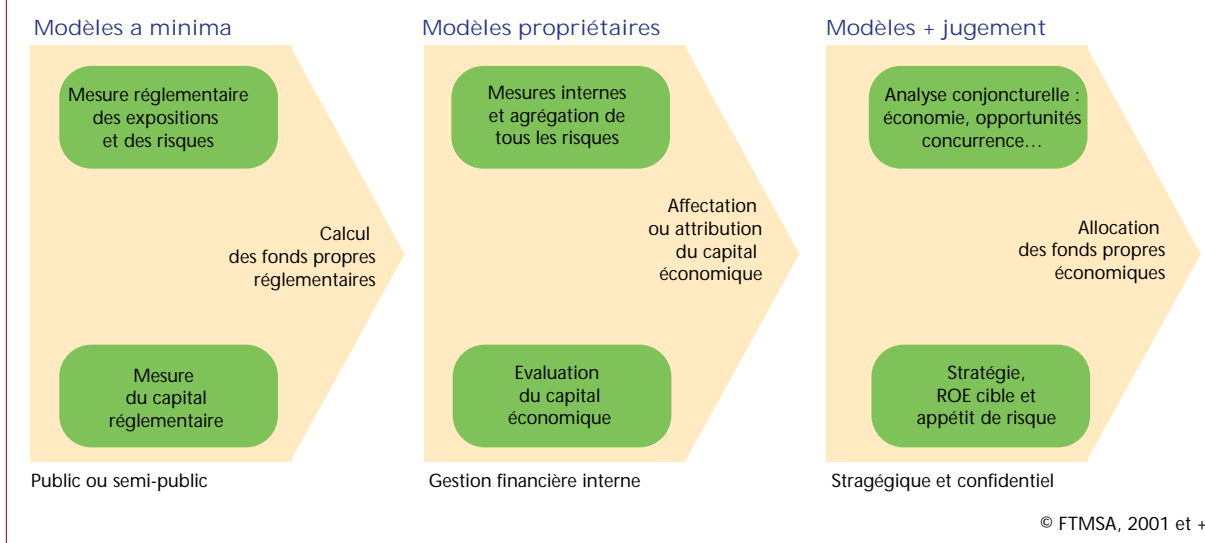 Modèles a minima
Mesure réglementaire
des expositions
et des risques
Calcul
des fonds propres
réglementaires
Mesure
du capital
réglementaire
Public ou semi-public
Modèles propriétaires
Mesures internes
et agrégation de
tous les risques
Affectation
ou attribution
du capital
économique
Evaluation
du capital
économique
Gestion financière interne
Modèles + jugement
Analyse conjoncturelle :
économie, opportunités
concurrence…
Allocation
des fonds propres
économiques
Stratégie,
ROE cible et
appétit de risque
Stragégique et confidentiel
© FTMSA, 2001 et +